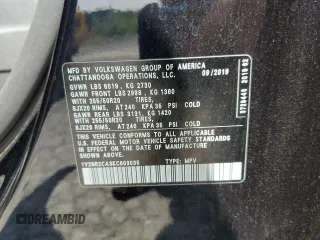 MFD BY VOLKSWAGEN GROUP OF AMERICA
CHATTANOOGA OPERATIONS, LLC.
09/2018
GVWR LBS 6019 , KG 2730
GAWR FRONT LBS 2998 , KG 1360
WITH 255/50R20 TIRES,
8JX20 RIMS, AT 240 KPA 35 PSI COLD
GAWR REAR LBS 3131 , KG 1420
WITH 255/50R20 TIRES,
8JX20 RIMS, AT 240 KPA 35 PSI COLD
THIS VEHICLE CONFORMS TO ALL APPLICABLE
FEDERAL MOTOR VEHICLE SAFETY STANDARDS
IN EFFECT ON THE DATE OF MANUFACTURE
SHOWN ABOVE.
TYPE: MPV